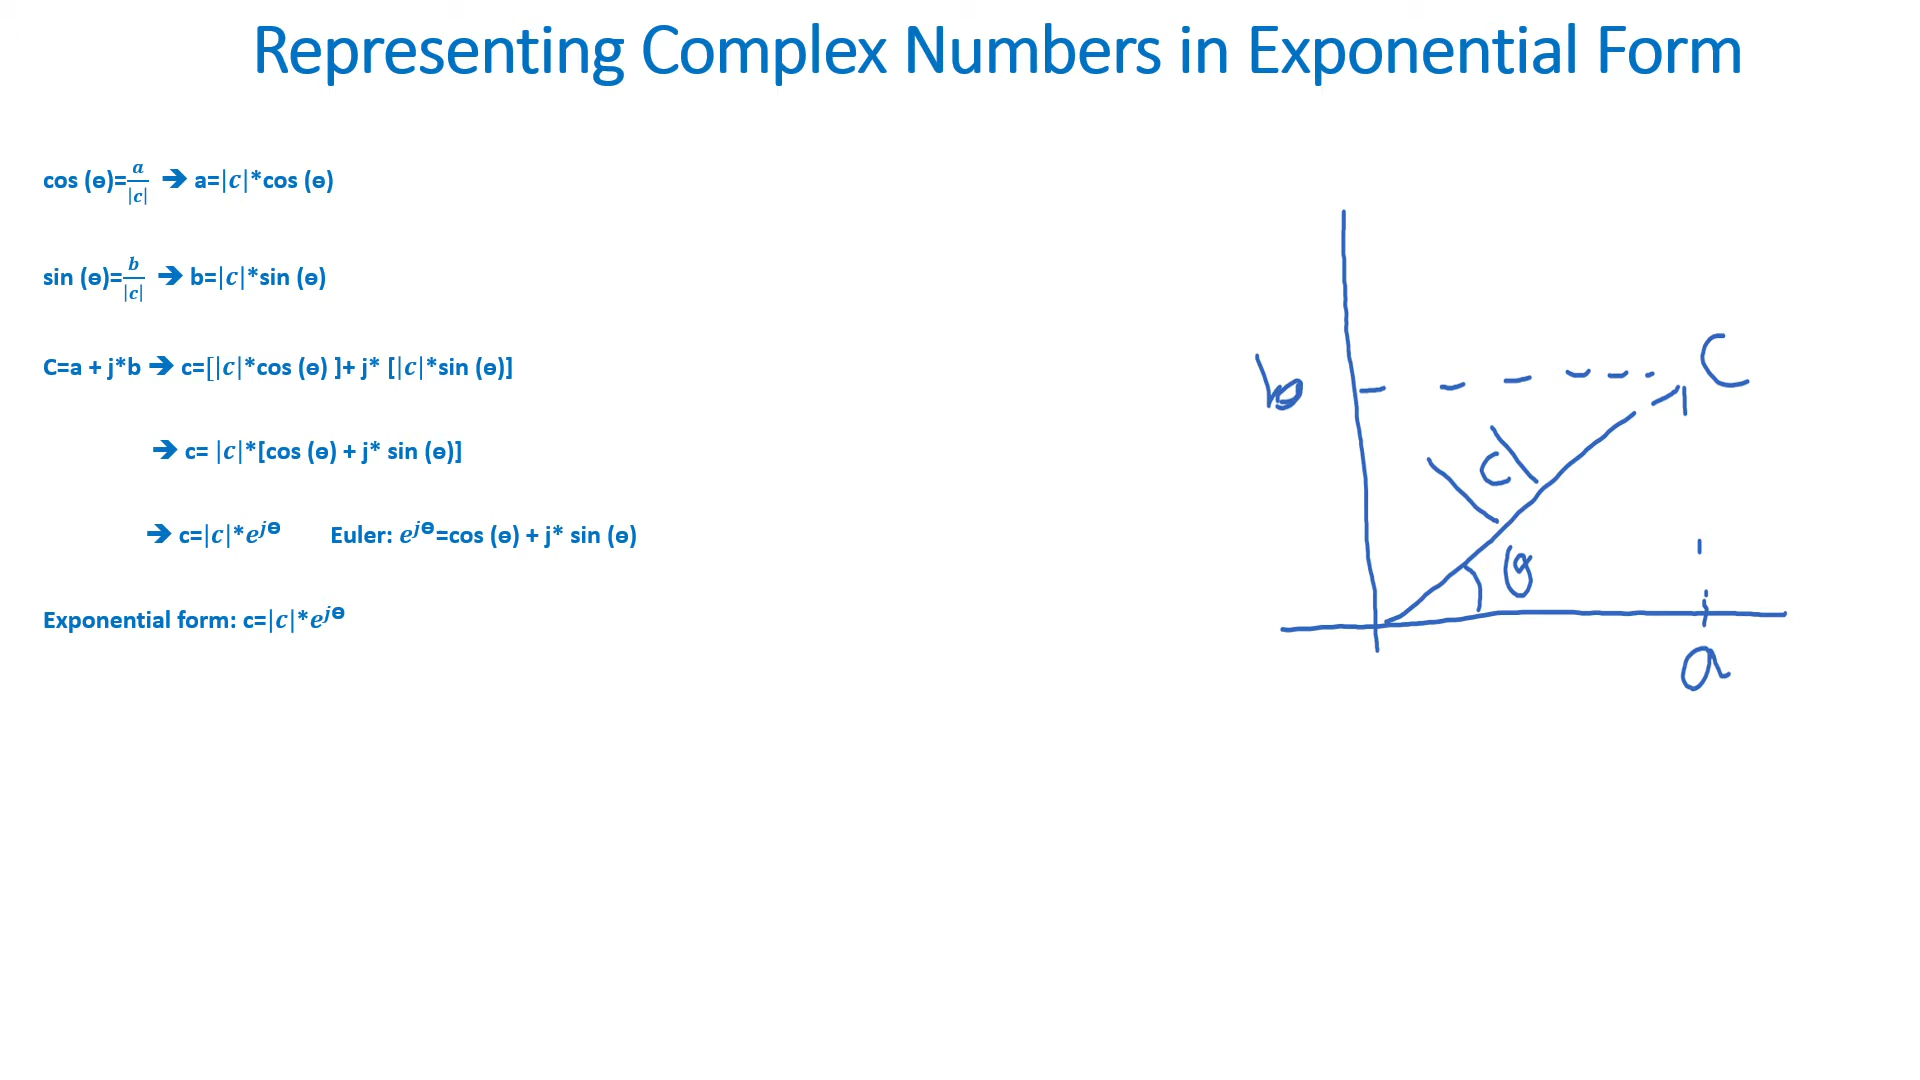 Representing Complex Numbers in Exponential Form
cos (ɵ)=a/|c| ➔ a=|c|*cos (ɵ)
sin (ɵ)=b/|c| ➔ b=|c|*sin (ɵ)
C=a + j*b ➔ c=[|c|*cos (ɵ) ]+ j* [|c|*sin (ɵ)]
➔ c= |c|*[cos (ɵ) + j* sin (ɵ)]
➔ c=|c|*e^jɵ Euler: e^jɵ=cos (ɵ) + j* sin (ɵ)
Exponential form: c=|c|*e^jɵ
C
b
|c|
ɵ
a